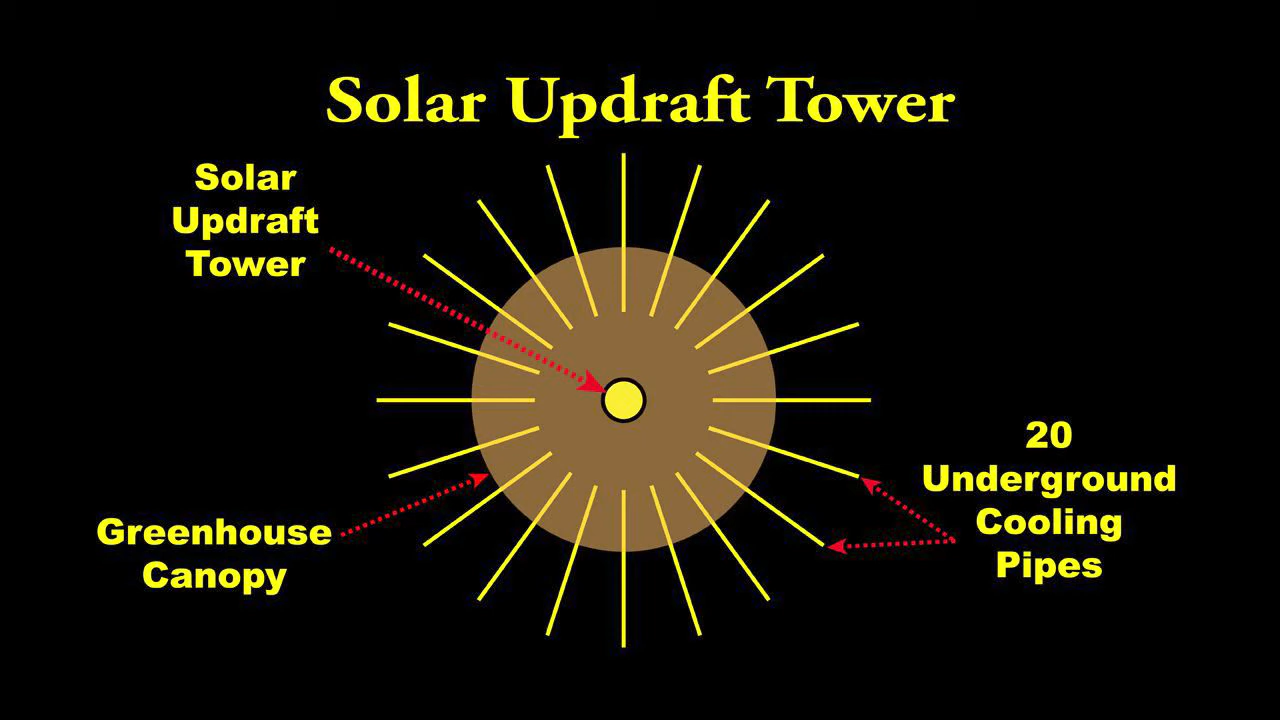 Solar Updraft Tower
Solar
Updraft
Tower
Greenhouse
Canopy
20
Underground
Cooling
Pipes